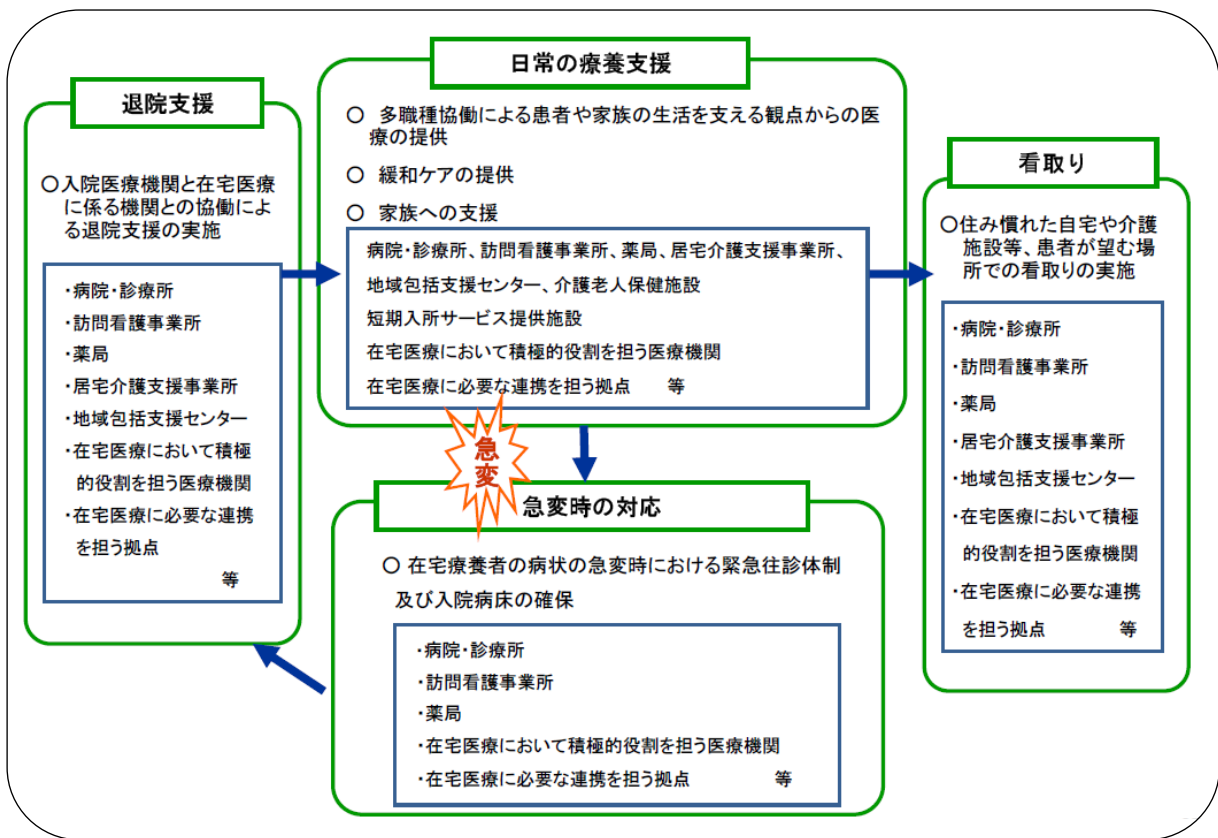 退院支援
○入院医療機関と在宅医療
に係る機関との協働によ
る退院支援の実施
・病院・診療所
・訪問看護事業所
・薬局
・居宅介護支援事業所
・地域包括支援センター
・在宅医療において積極
的役割を担う医療機関
・在宅医療に必要な連携
を担う拠点
等
日常の療養支援
○ 多職種協働による患者や家族の生活を支える観点からの医
療の提供
○ 緩和ケアの提供
○ 家族への支援
病院・診療所、訪問看護事業所、薬局、居宅介護支援事業所、
地域包括支援センター、介護老人保健施設
短期入所サービス提供施設
在宅医療において積極的役割を担う医療機関
在宅医療に必要な連携を担う拠点 等
急変
急変時の対応
○ 在宅療養者の病状の急変時における緊急往診体制
及び入院病床の確保
・病院・診療所
・訪問看護事業所
・薬局
・在宅医療において積極的役割を担う医療機関
・在宅医療に必要な連携を担う拠点 等
看取り
○住み慣れた自宅や介護
施設等、患者が望む場
所での看取りの実施
・病院・診療所
・訪問看護事業所
・薬局
・居宅介護支援事業所
・地域包括支援センター
・在宅医療において積極
的役割を担う医療機関
・在宅医療に必要な連携
を担う拠点 等